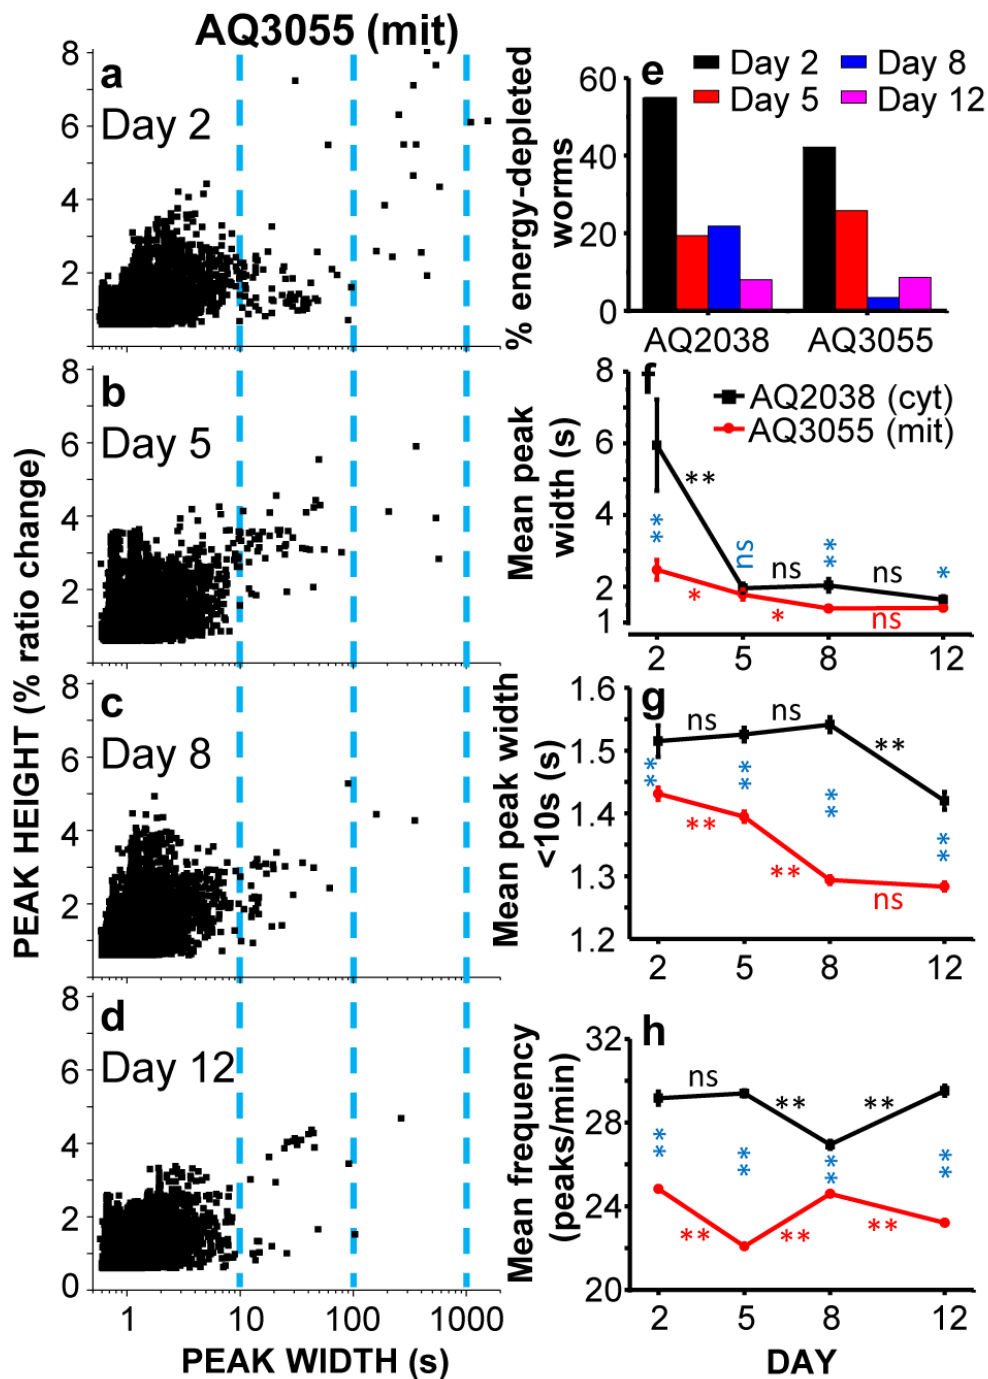 AQ3055 (mit)
a
Day 2
8
6
4
2
b
Day 5
8
6
4
2
c
Day 8
8
6
4
2
d
Day 12
8
6
4
2
0
1
10
100
1000
PEAK WIDTH (s)
PEAK HEIGHT (% ratio change)
e
Day 2
Day 8
Day 5
Day 12
% energy-depleted
worms
60
40
20
0
AQ2038
AQ3055
f
AQ2038 (cyt)
AQ3055 (mit)
Mean peak
width (s)
8
6
4
2
1
**
**
ns
ns
**
ns
*
*
*
ns
2
5
8
12
g
Mean peak width
<10s (s)
1.6
1.5
1.4
1.3
1.2
ns
ns
**
**
**
**
**
**
**
ns
2
5
8
12
h
Mean frequency
(peaks/min)
32
28
24
20
ns
**
**
**
**
**
**
**
**
**
2
5
8
12
DAY